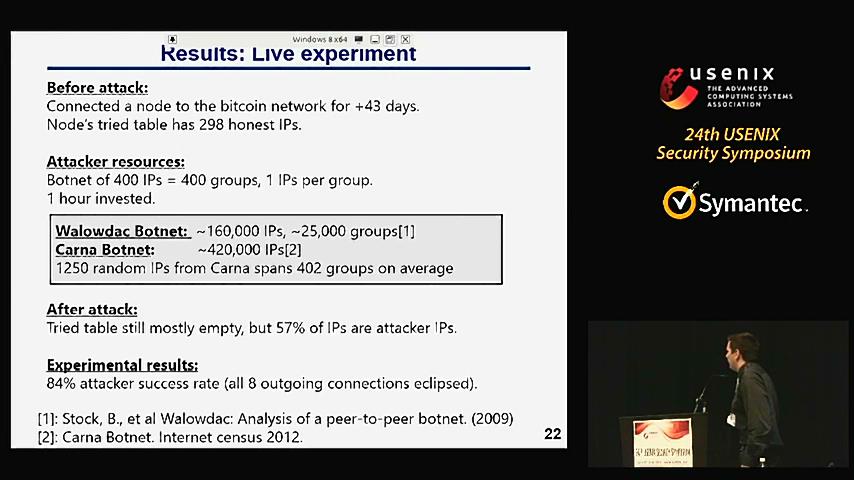 Windows 8 x64
Results: Live experiment
Before attack:
Connected a node to the bitcoin network for +43 days.
Node's tried table has 298 honest IPs.
Attacker resources:
Botnet of 400 IPs = 400 groups, 1 IPs per group.
1 hour invested.
Walowdac Botnet: ~160,000 IPs, ~25,000 groups[1]
Carna Botnet: ~420,000 IPs[2]
1250 random IPs from Carna spans 402 groups on average
After attack:
Tried table still mostly empty, but 57% of IPs are attacker IPs.
Experimental results:
84% attacker success rate (all 8 outgoing connections eclipsed).
[1]: Stock, B., et al Walowdac: Analysis of a peer-to-peer botnet. (2009)
[2]: Carna Botnet. Internet census 2012.
22
usenix
THE ADVANCED
COMPUTING SYSTEMS
ASSOCIATION
24th USENIX
Security Symposium
Symantec.